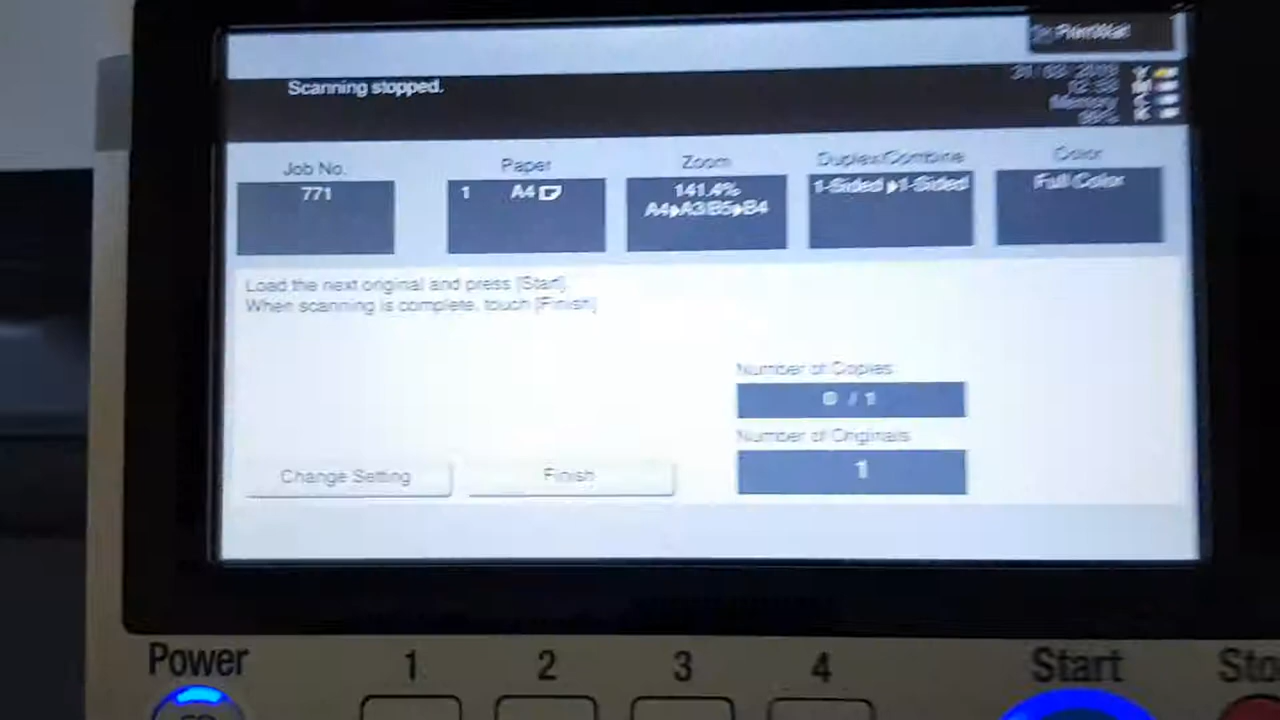 Scanning stopped.
Memory
Job No.
771
Paper
1 A4
Zoom
141.4%
A4▶A3/B5▶B4
Duplex/Combine
1-Sided ▶1-Sided
Color
Full Color
Load the next original and press [Start].
When scanning is complete, touch [Finish]
Number of Copies
0 / 1
Number of Originals
1
Change Setting
Finish
Power
1
2
3
4
Start
Sto